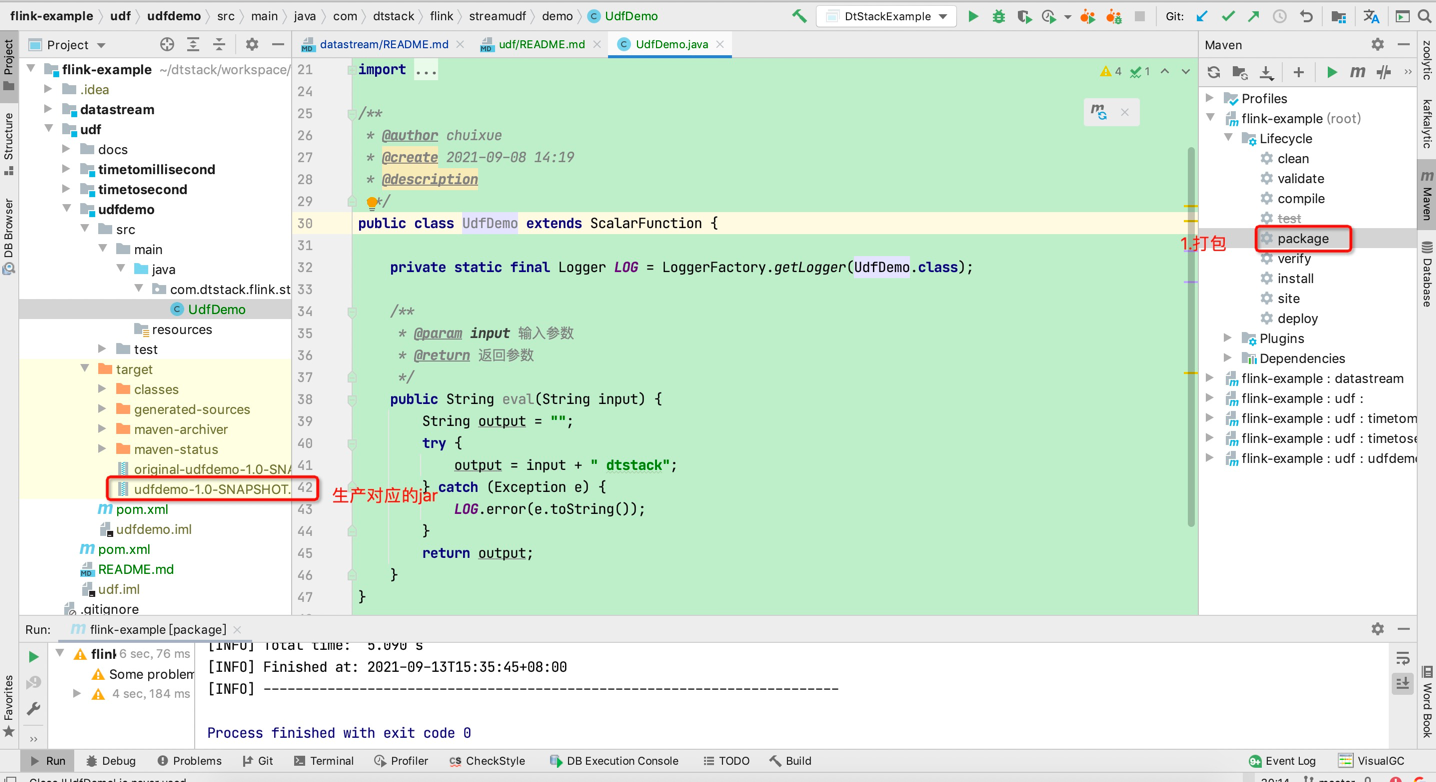 flink-example udf udfdemo src main java com dtstack flink streamudf demo UdfDemo DtStackExample Git:
Project
datastream/README.md udf/README.md UdfDemo.java
Maven
flink-example ~/dtstack/workspace/
.idea
datastream
udf
docs
timetomillisecond
timetosecond
udfdemo
src
main
java
com.dtstack.flink.st
UdfDemo
resources
test
target
classes
generated-sources
maven-archiver
maven-status
original-udfdemo-1.0-SNA
udfdemo-1.0-SNAPSHOT.
pom.xml
udfdemo.iml
pom.xml
README.md
udf.iml
.gitignore
21 import ...
24
25 /**
26 * @author chuixue
27 * @create 2021-09-08 14:19
28 * @description
29 */
30 public class UdfDemo extends ScalarFunction {
31
32 private static final Logger LOG = LoggerFactory.getLogger(UdfDemo.class);
33
34 /**
35 * @param input 输入参数
36 * @return 返回参数
37 */
38 public String eval(String input) {
39 String output = "";
40 try {
41 output = input + " dtstack";
42 } catch (Exception e) {
43 LOG.error(e.toString());
44 }
45 return output;
46 }
47 }
4 1
1.打包
生产对应的jar
Profiles
flink-example (root)
Lifecycle
clean
validate
compile
test
package
verify
install
site
deploy
Plugins
Dependencies
flink-example : datastream
flink-example : udf :
flink-example : udf : timetom
flink-example : udf : timetose
flink-example : udf : udfdem
Project
Structure
DB Browser
Favorites
zoolytic
kafkalytic
Maven
Database
Word Book
Run: flink-example [package]
flink 6 sec, 76 ms
Some problem
4 sec, 184 ms
[INFO] Total time: 5.090 s
[INFO] Finished at: 2021-09-13T15:35:45+08:00
[INFO] ------------------------------------------------------------------------
Process finished with exit code 0
Run Debug Problems Git Terminal Profiler CheckStyle DB Execution Console TODO Build Event Log VisualGC